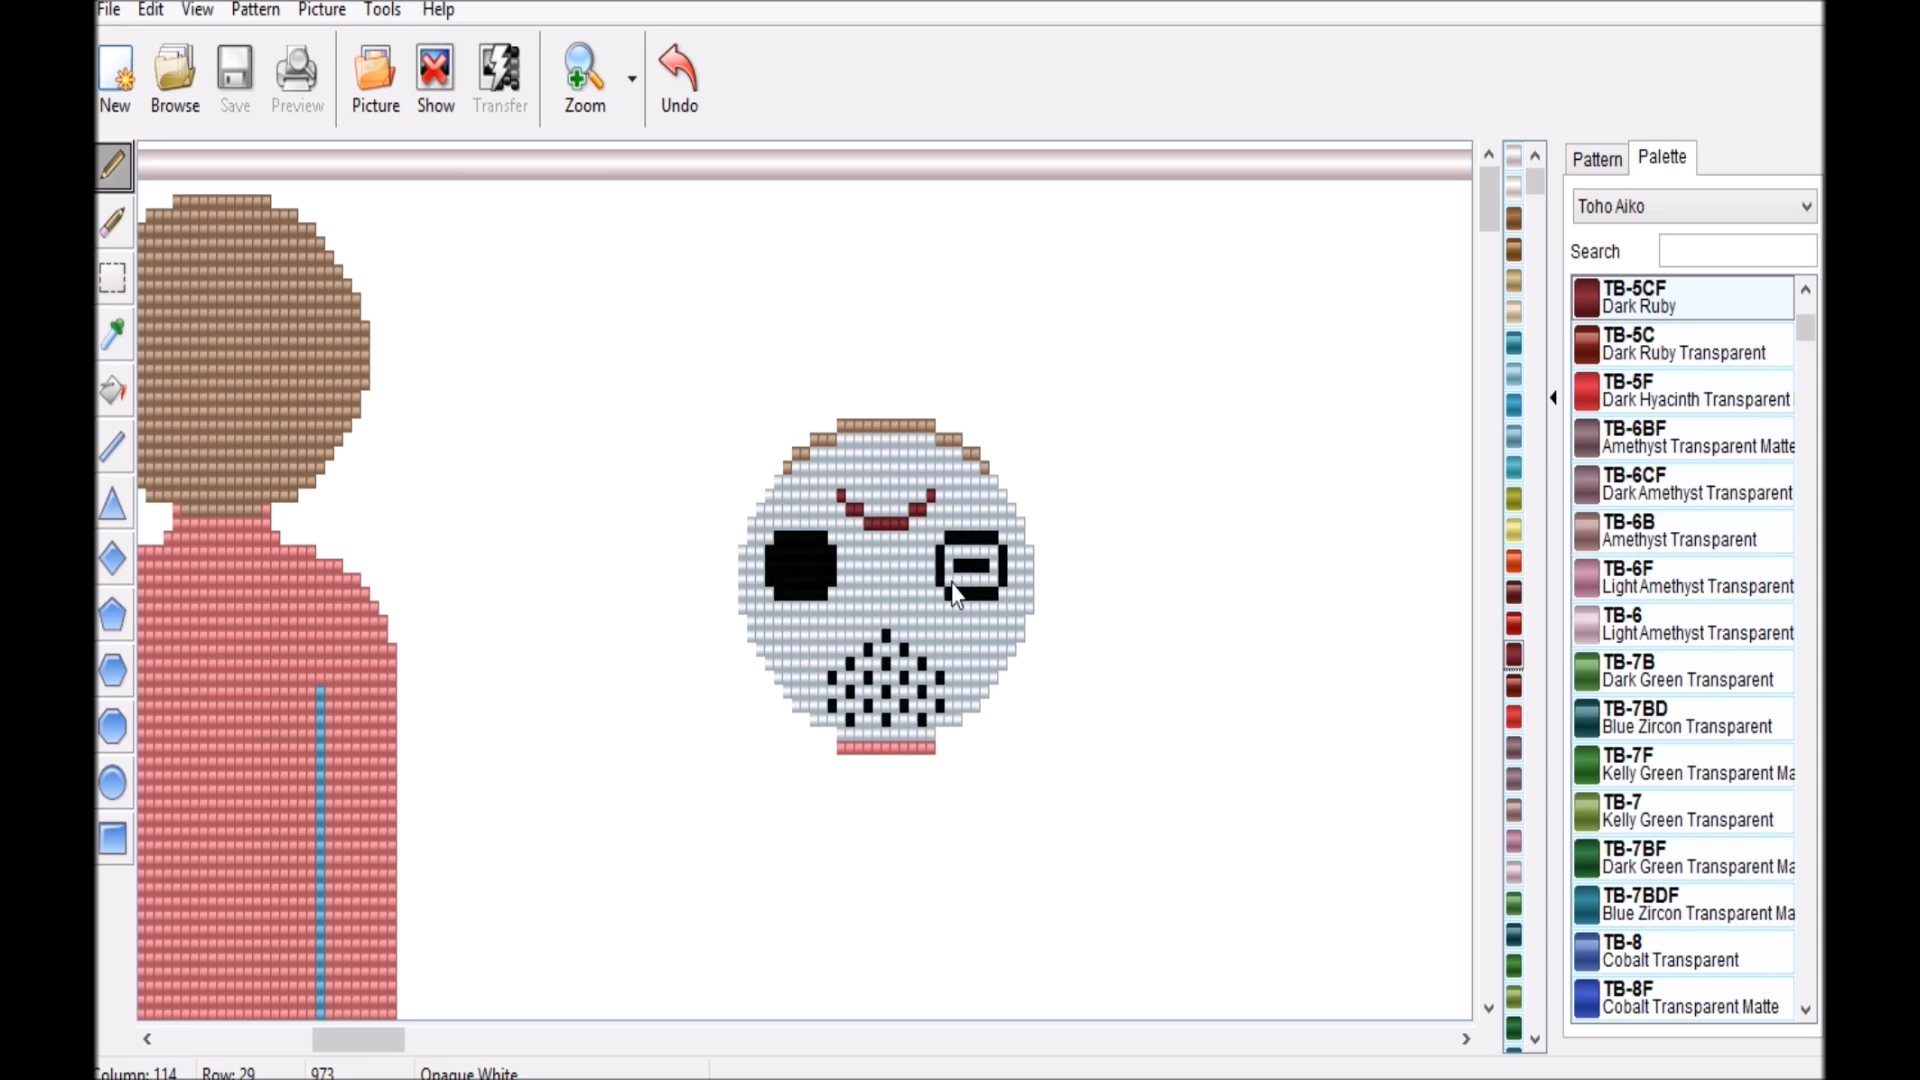 File Edit View Pattern Picture Tools Help
New Browse Save Preview Picture Show Transfer Zoom Undo
Pattern Palette
Toho Aiko
Search
TB-5CF
Dark Ruby
TB-5C
Dark Ruby Transparent
TB-5F
Dark Hyacinth Transparent
TB-6BF
Amethyst Transparent Matte
TB-6CF
Dark Amethyst Transparent
TB-6B
Amethyst Transparent
TB-6F
Light Amethyst Transparent
TB-6
Light Amethyst Transparent
TB-7B
Dark Green Transparent
TB-7BD
Blue Zircon Transparent
TB-7F
Kelly Green Transparent Ma
TB-7
Kelly Green Transparent
TB-7BF
Dark Green Transparent Ma
TB-7BDF
Blue Zircon Transparent Ma
TB-8
Cobalt Transparent
TB-8F
Cobalt Transparent Matte
Column: 114 Row: 29 973 Opaque White